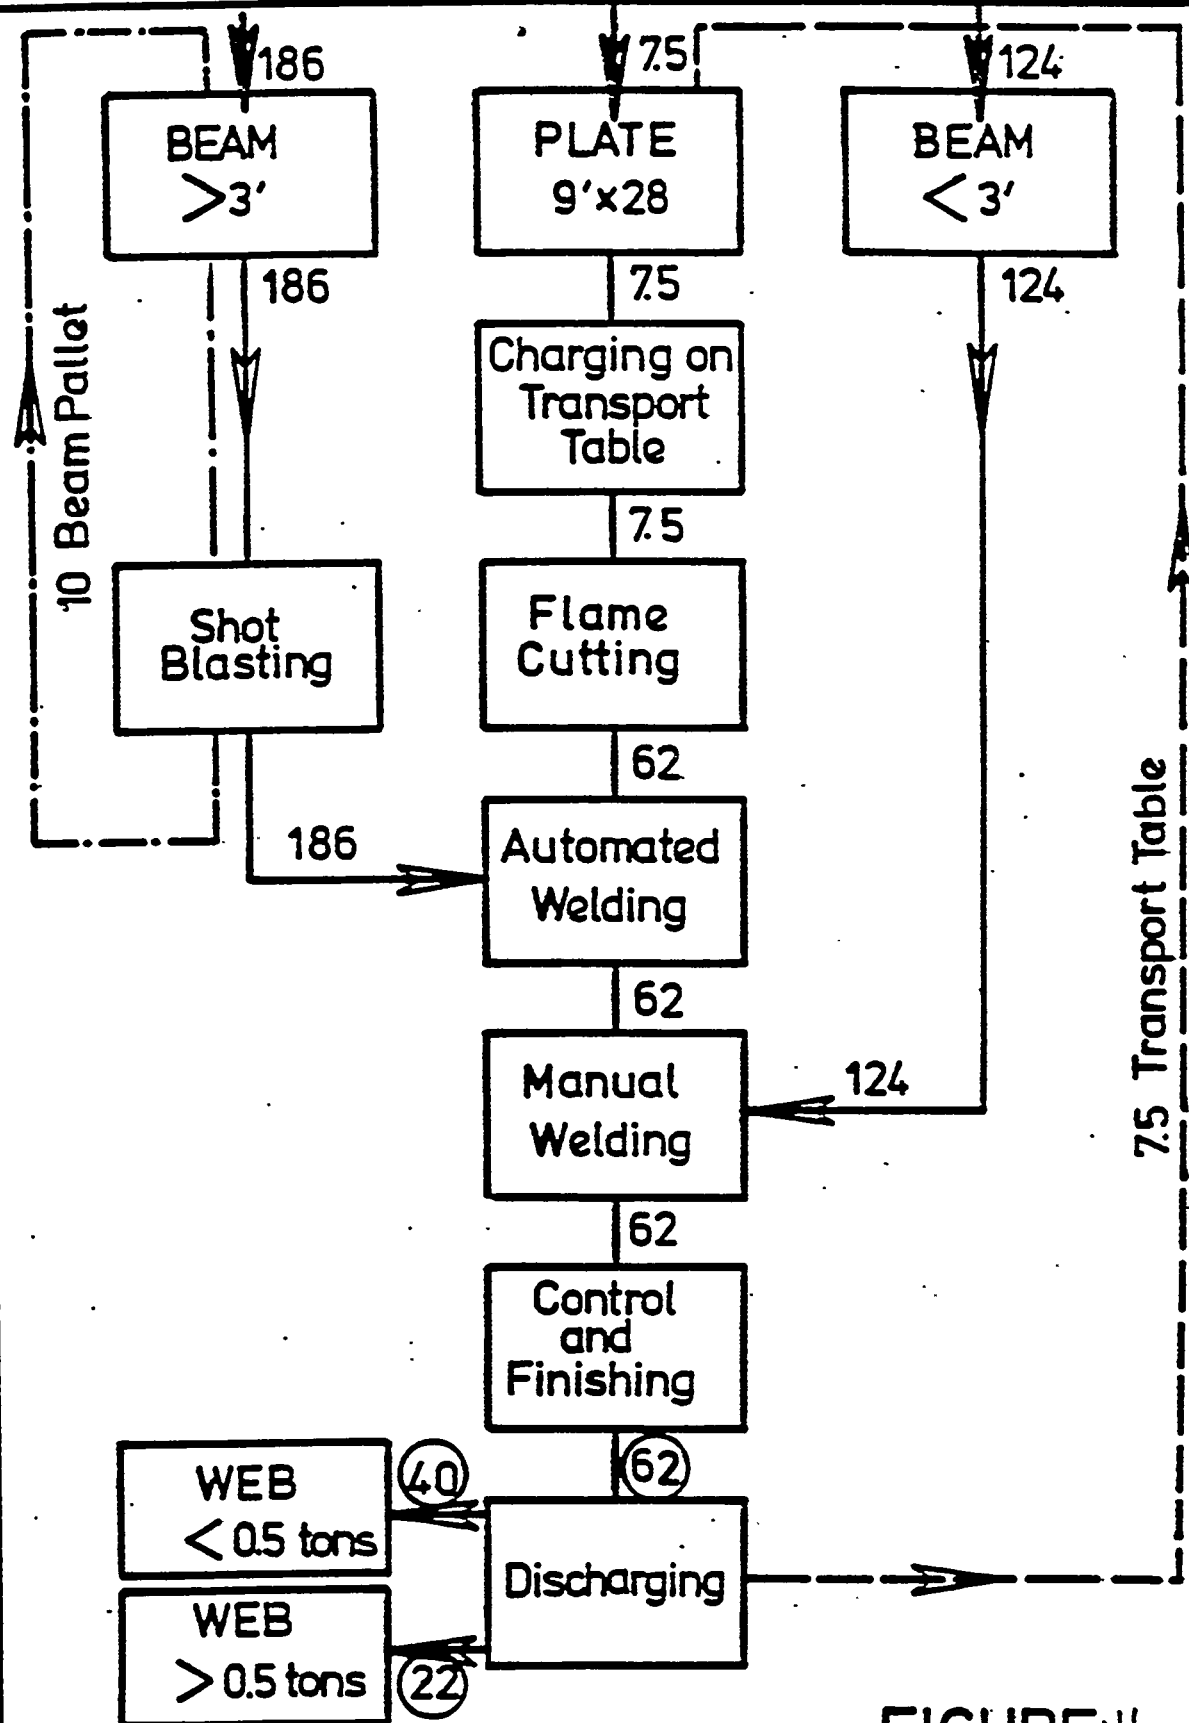 186
7.5
124
BEAM
>3'
PLATE
9'x28
BEAM
<3'
186
7.5
124
10 Beam Pallet
Charging on
Transport
Table
7.5
Shot
Blasting
Flame
Cutting
62
186
Automated
Welding
7.5 Transport Table
62
Manual
Welding
124
62
Control
and
Finishing
62
40
WEB
<0.5 tons
Discharging
WEB
>0.5 tons
22